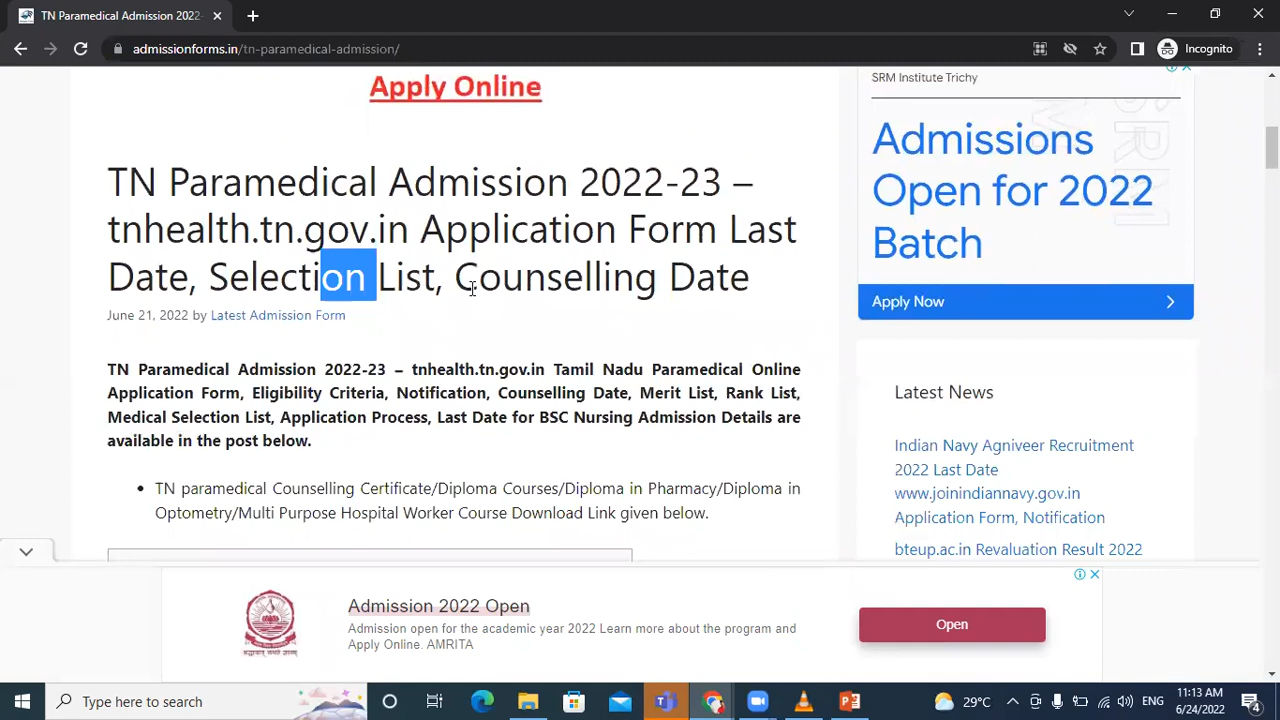 TN Paramedical Admission 2022-
admissionforms.in/tn-paramedical-admission/
Incognito
Apply Online
TN Paramedical Admission 2022-23 –
tnhealth.tn.gov.in Application Form Last
Date, Selection List, Counselling Date
June 21, 2022 by Latest Admission Form
TN Paramedical Admission 2022-23 – tnhealth.tn.gov.in Tamil Nadu Paramedical Online
Application Form, Eligibility Criteria, Notification, Counselling Date, Merit List, Rank List,
Medical Selection List, Application Process, Last Date for BSC Nursing Admission Details are
available in the post below.
• TN paramedical Counselling Certificate/Diploma Courses/Diploma in Pharmacy/Diploma in
Optometry/Multi Purpose Hospital Worker Course Download Link given below.
SRM Institute Trichy
Admissions
Open for 2022
Batch
Apply Now
Latest News
Indian Navy Agniveer Recruitment
2022 Last Date
www.joinindiannavy.gov.in
Application Form, Notification
bteup.ac.in Revaluation Result 2022
Admission 2022 Open
Admission open for the academic year 2022 Learn more about the program and
Apply Online. AMRITA
Open
Type here to search
29°C
ENG
11:13 AM
6/24/2022
4